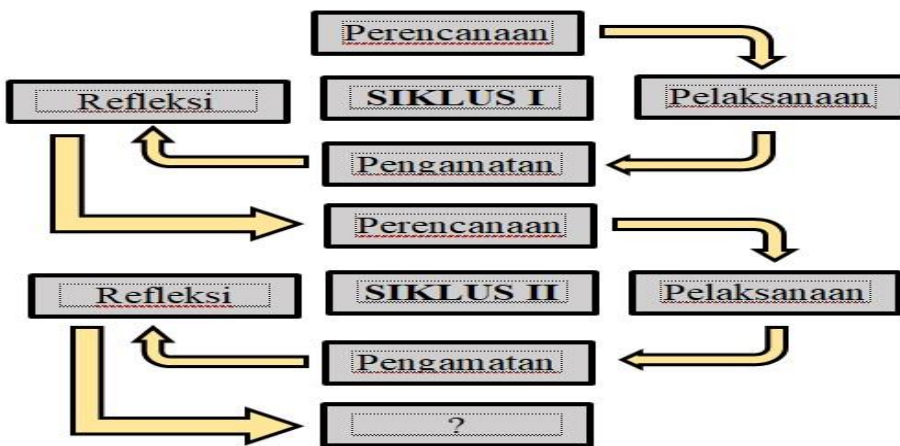 Perencanaan
Refleksi
SIKLUS I
Pelaksanaan
Pengamatan
Perencanaan
Refleksi
SIKLUS II
Pelaksanaan
Pengamatan
?